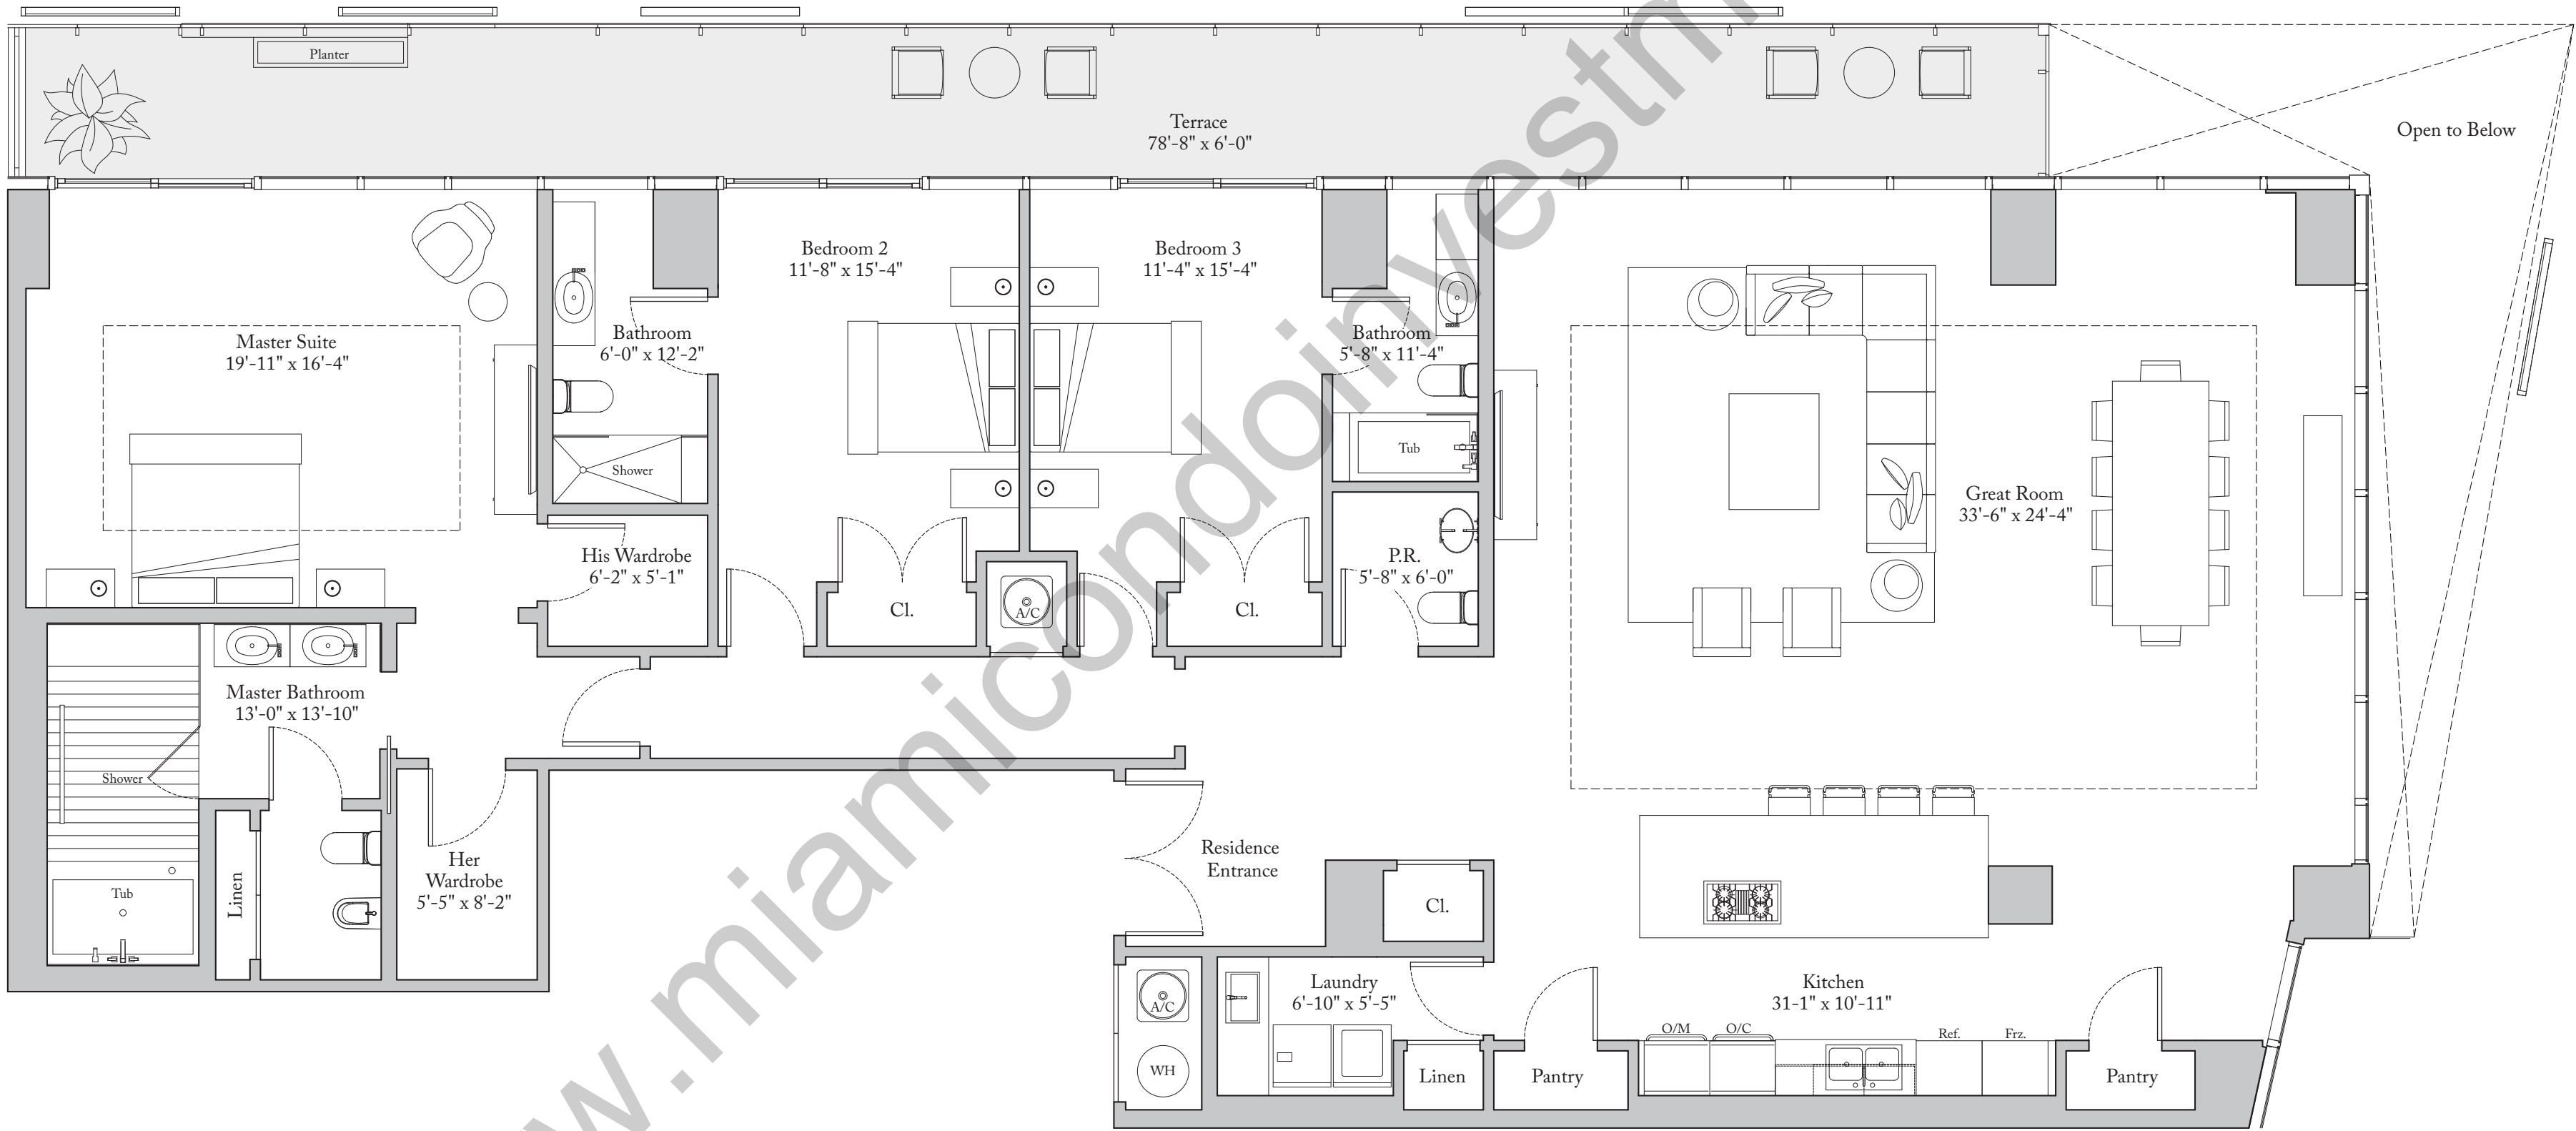 Planter
Terrace
78'-8" x 6'-0"
Open to Below
Master Suite
19'-11" x 16'-4"
Bathroom
6'-0" x 12'-2"
Shower
Bedroom 2
11'-8" x 15'-4"
Bedroom 3
11'-4" x 15'-4"
Bathroom
5'-8" x 11'-4"
Tub
Great Room
33'-6" x 24'-4"
His Wardrobe
6'-2" x 5'-1"
Cl.
A/C
Cl.
P.R.
5'-8" x 6'-0"
Master Bathroom
13'-0" x 13'-10"
Shower
Tub
Linen
Her
Wardrobe
5'-5" x 8'-2"
Residence
Entrance
Cl.
A/C
WH
Laundry
6'-10" x 5'-5"
Linen
Pantry
Kitchen
31-1" x 10'-11"
O/M
O/C
Ref.
Frz.
Pantry
w.miamicondoinvestm